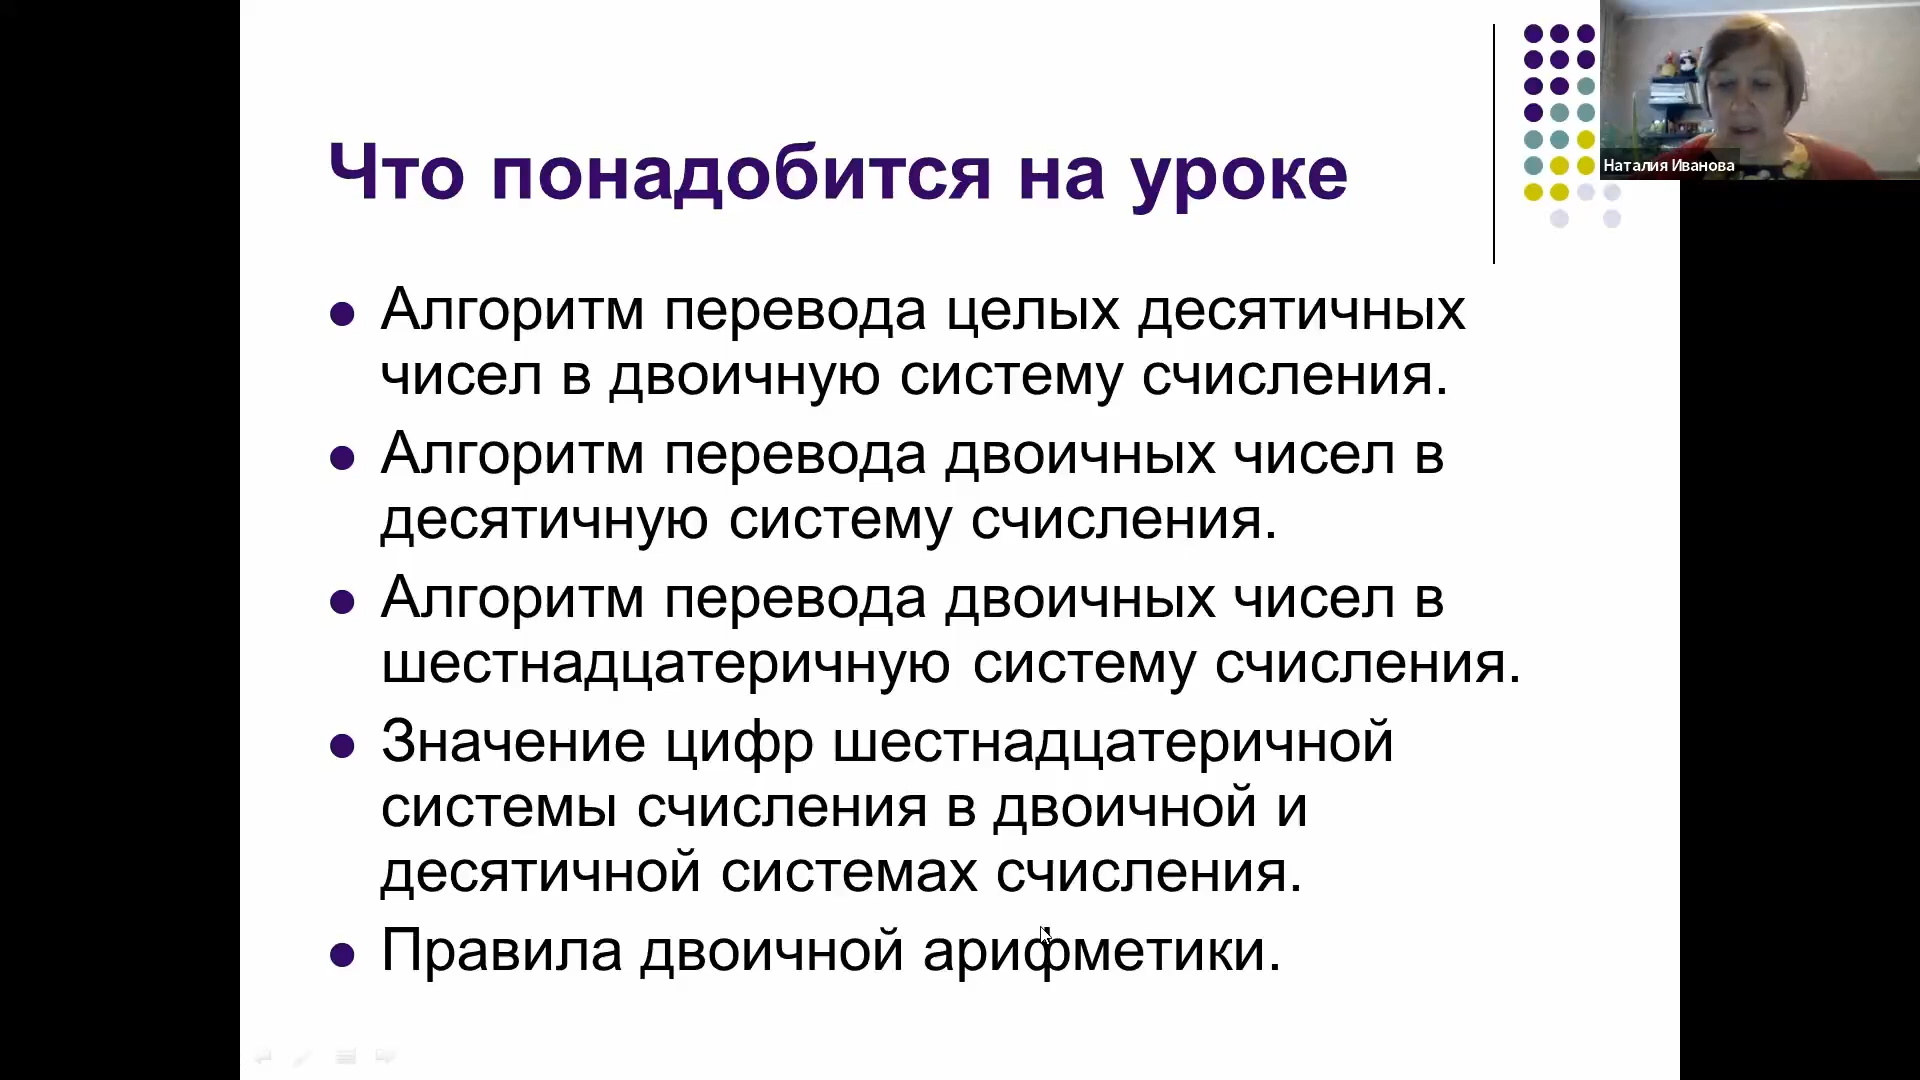 Что понадобится на уроке
Наталия Иванова
Алгоритм перевода целых десятичных
чисел в двоичную систему счисления.
Алгоритм перевода двоичных чисел в
десятичную систему счисления.
Алгоритм перевода двоичных чисел в
шестнадцатеричную систему счисления.
Значение цифр шестнадцатеричной
системы счисления в двоичной и
десятичной системах счисления.
Правила двоичной арифметики.